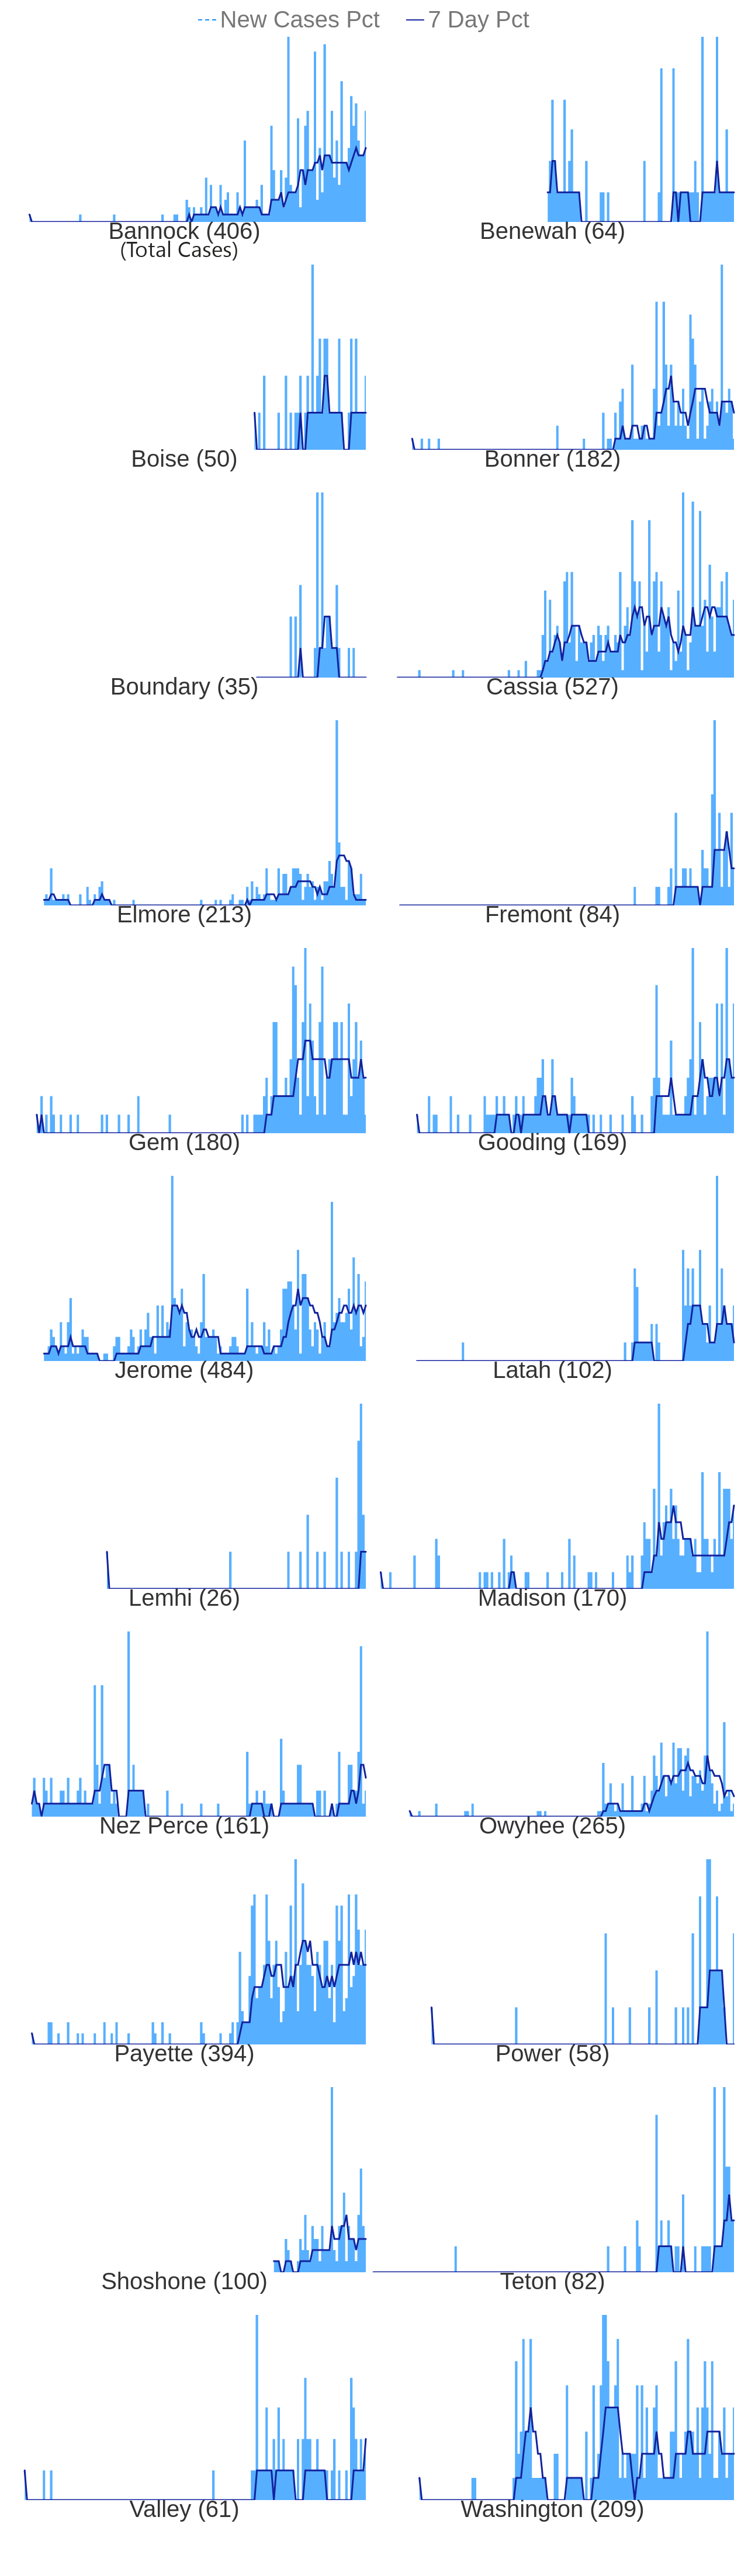 New Cases Pct 7 Day Pct
Bannock (406) Benewah (64)
(Total Cases)
Boise (50) Bonner (182)
Boundary (35) Cassia (527)
Elmore (213) Fremont (84)
Gem (180) Gooding (169)
Jerome (484) Latah (102)
Lemhi (26) Madison (170)
Nez Perce (161) Owyhee (265)
Payette (394) Power (58)
Shoshone (100) Teton (82)
Valley (61) Washington (209)